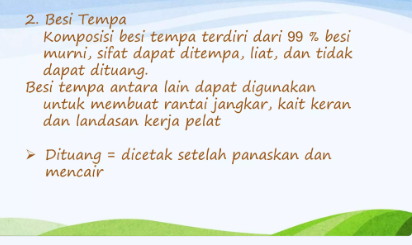 2. Besi Tempa
Komposisi besi tempa terdiri dari 99 % besi
murni, sifat dapat ditempa, liat, dan tidak
dapat dituang.
Besi tempa antara lain dapat digunakan
untuk membuat rantai jangkar, kait keran
dan landasan kerja pelat
➢ Dituang = dicetak setelah panaskan dan
mencair